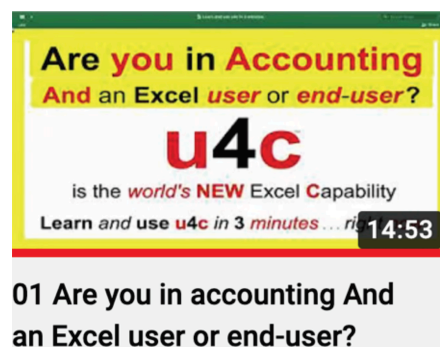 Are you in Accounting
And an Excel user or end-user?
u4c
is the world's NEW Excel Capability
Learn and use u4c in 3 minutes...
14:53
01 Are you in accounting And
an Excel user or end-user?